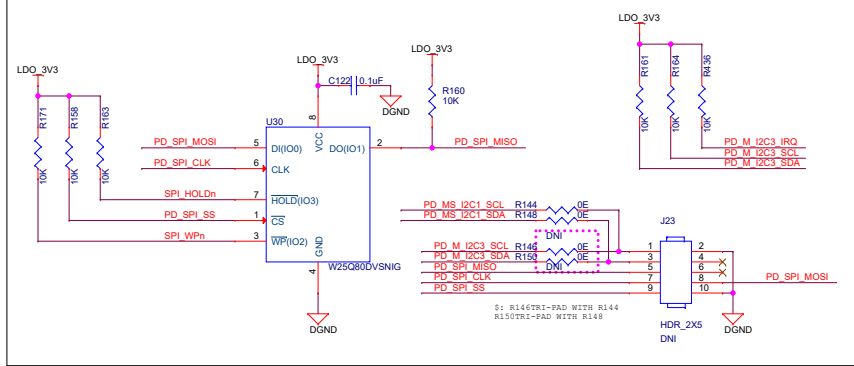 LDO_3V3
LDO_3V3
LDO_3V3
LDO_3V3
C122
0.1uF
DGND
R160
10K
R161
10K
R164
10K
R436
10K
PD_M_I2C3_IRQ
PD_M_I2C3_SCL
PD_M_I2C3_SDA
R171
10K
R158
10K
R163
10K
U30
8
VCC
PD_SPI_MOSI
5
DI(IO0)
DO(IO1)
2
PD_SPI_MISO
PD_SPI_CLK
6
CLK
SPI_HOLDn
7
HOLD(IO3)
PD_SPI_SS
1
CS
SPI_WPn
3
WP(IO2)
GND
4
W25Q80DVSNIG
DGND
PD_MS_I2C1_SCL
R144
0E
PD_MS_I2C1_SDA
R148
0E
DNI
PD_M_I2C3_SCL
R146
0E
PD_M_I2C3_SDA
R150
0E
DNI
PD_SPI_MISO
PD_SPI_CLK
PD_SPI_SS
J23
1 2
3 4
5 6
7 8
9 10
PD_SPI_MOSI
HDR_2X5
DNI
DGND
$: R146TRI-PAD WITH R144
R150TRI-PAD WITH R148